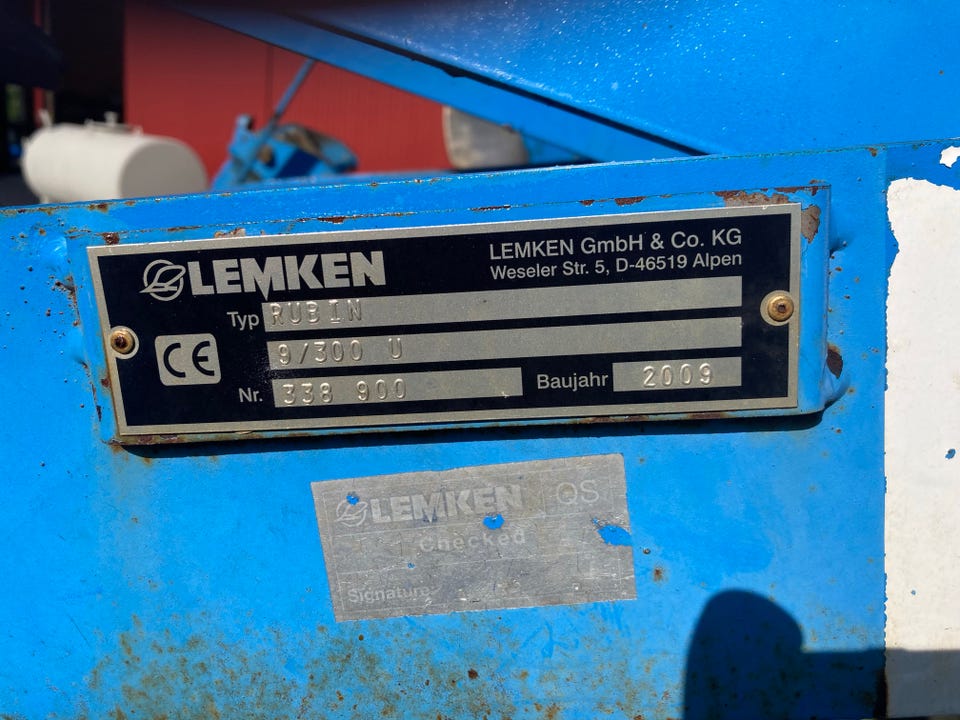 LEMKEN
LEMKEN GmbH & Co. KG
Weseler Str. 5, D-46519 Alpen
Typ RUBIN
9/300 U
CE
Nr. 338 900 Baujahr 2009
LEMKEN QS
Checked
Signature: